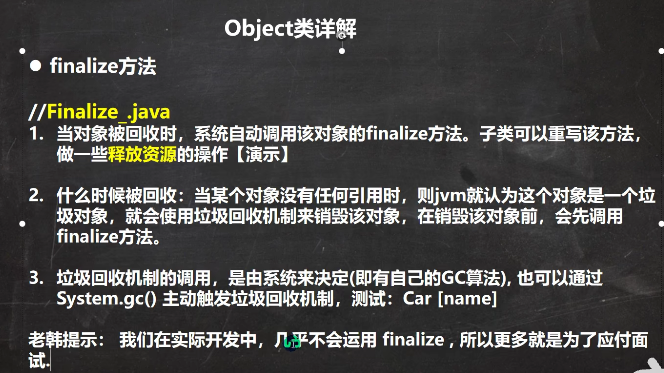 Object类详解
● finalize方法
//Finalize_.java
1. 当对象被回收时，系统自动调用该对象的finalize方法。子类可以重写该方法，
做一些释放资源的操作【演示】
2. 什么时候被回收：当某个对象没有任何引用时，则jvm就认为这个对象是一个垃
圾对象，就会使用垃圾回收机制来销毁该对象，在销毁该对象前，会先调用
finalize方法。
3. 垃圾回收机制的调用，是由系统来决定(即有自己的GC算法), 也可以通过
System.gc() 主动触发垃圾回收机制，测试：Car [name]
老韩提示： 我们在实际开发中，几乎不会运用 finalize , 所以更多就是为了应付面
试.